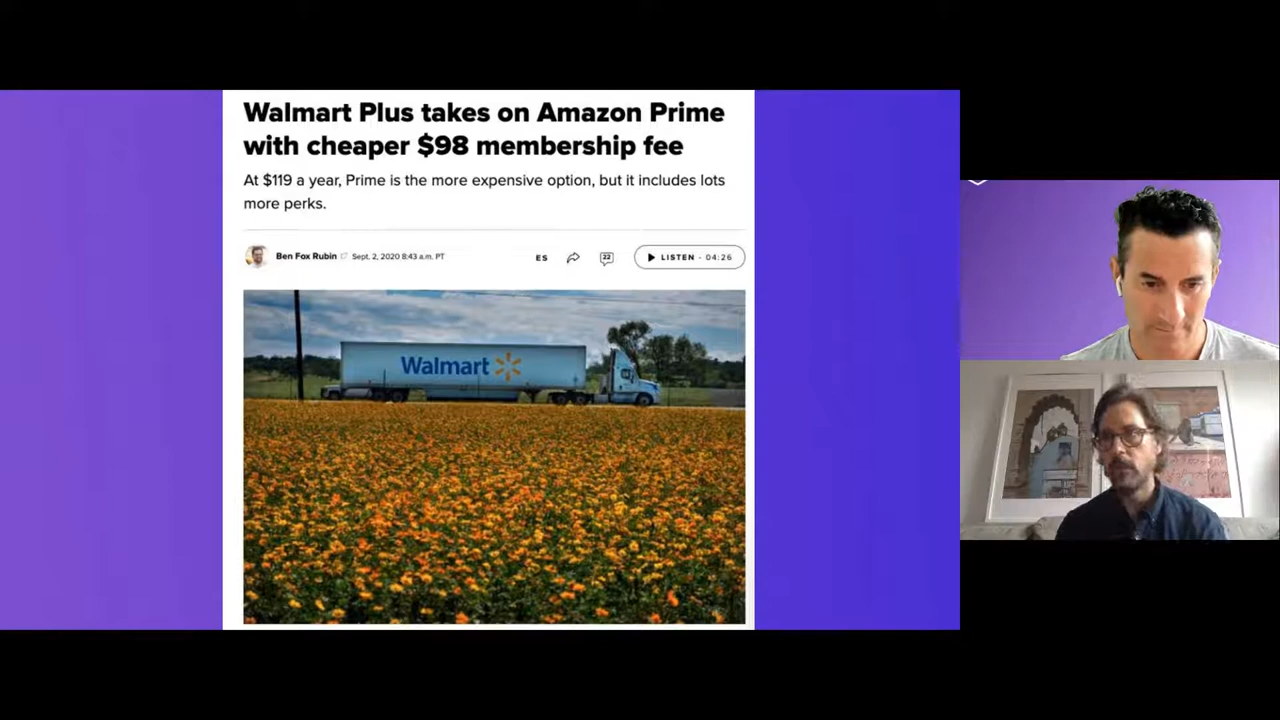 Walmart Plus takes on Amazon Prime
with cheaper $98 membership fee
At $119 a year, Prime is the more expensive option, but it includes lots
more perks.
Ben Fox Rubin Sept. 2, 2020 8:43 a.m. PT
ES
22
LISTEN - 04:26
Walmart